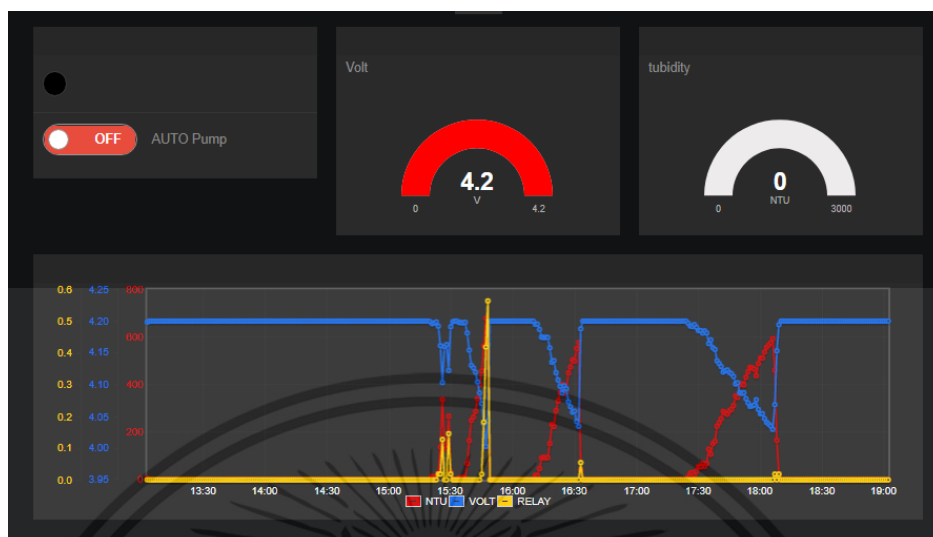 Volt
tubidity
OFF AUTO Pump
4.2
V
0 4.2
0
NTU
0 3000
0.6 4.25 800
0.5 4.20
600
0.4 4.15
0.3 4.10 400
0.2 4.05
200
0.1 4.00
0.0 3.95 0
13:30 14:00 14:30 15:00 15:30 16:00 16:30 17:00 17:30 18:00 18:30 19:00
NTU VOLT RELAY